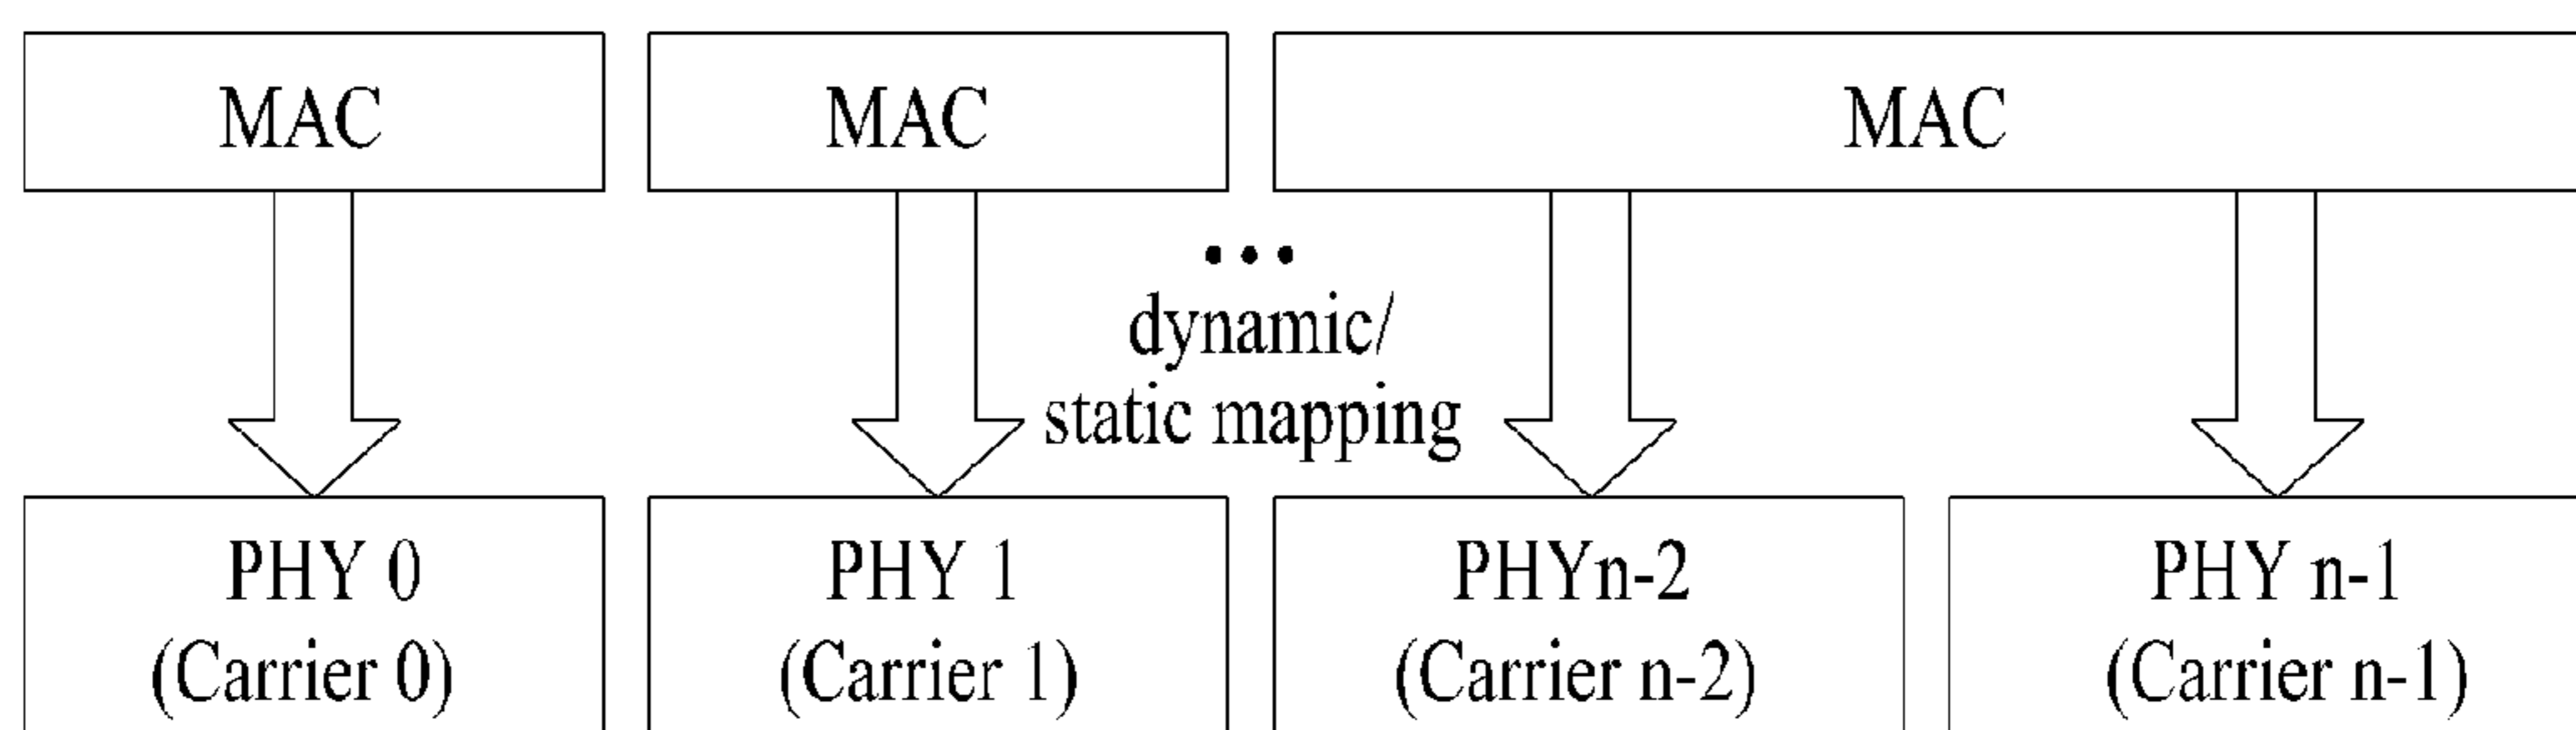 MAC
MAC
MAC
•••
dynamic/
static mapping
PHY 0
(Carrier 0)
PHY 1
(Carrier 1)
PHYn-2
(Carrier n-2)
PHY n-1
(Carrier n-1)